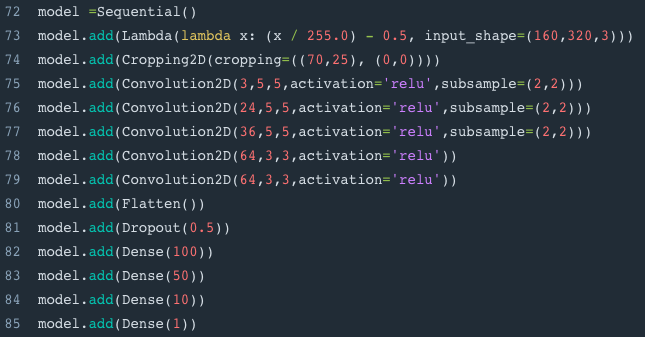 72 model =Sequential()
73 model.add(Lambda(lambda x: (x / 255.0) - 0.5, input_shape=(160,320,3)))
74 model.add(Cropping2D(cropping=((70,25), (0,0))))
75 model.add(Convolution2D(3,5,5,activation='relu',subsample=(2,2)))
76 model.add(Convolution2D(24,5,5,activation='relu',subsample=(2,2)))
77 model.add(Convolution2D(36,5,5,activation='relu',subsample=(2,2)))
78 model.add(Convolution2D(64,3,3,activation='relu'))
79 model.add(Convolution2D(64,3,3,activation='relu'))
80 model.add(Flatten())
81 model.add(Dropout(0.5))
82 model.add(Dense(100))
83 model.add(Dense(50))
84 model.add(Dense(10))
85 model.add(Dense(1))